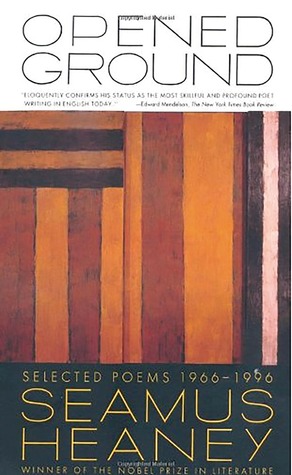 OPENED
GROUND
"ELOQUENTLY CONFIRMS HIS STATUS AS THE MOST SKILLFUL AND PROFOUND POET
WRITING IN ENGLISH TODAY." —Edward Mendelson, The New York Times Book Review
SELECTED POEMS 1966–1996
SEAMUS
HEANEY
WINNER OF THE NOBEL PRIZE IN LITERATURE